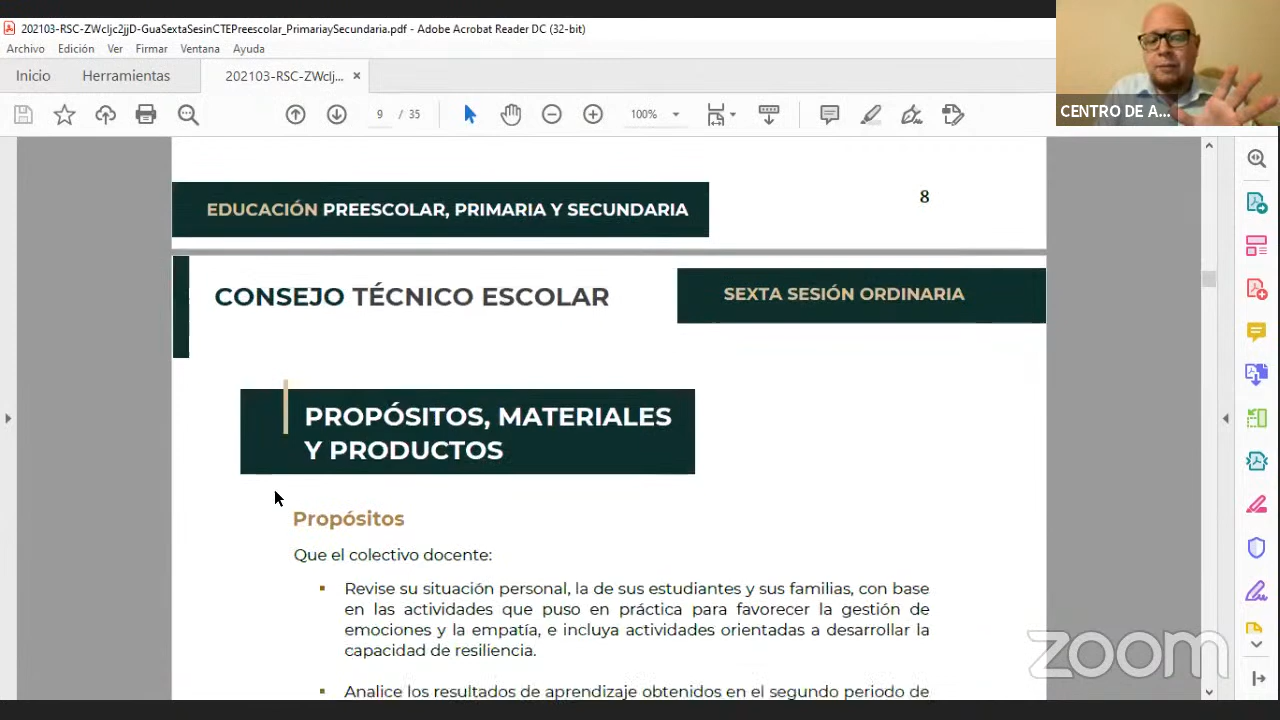 202103-RSC-ZWcljc2jjD-GuaSextaSesinCTEPreescolar_PrimariaySecundaria.pdf - Adobe Acrobat Reader DC (32-bit)
Archivo Edición Ver Firmar Ventana Ayuda
Inicio Herramientas 202103-RSC-ZWclj... ×
9 / 35 100%
CENTRO DE A...
EDUCACIÓN PREESCOLAR, PRIMARIA Y SECUNDARIA
8
CONSEJO TÉCNICO ESCOLAR
SEXTA SESIÓN ORDINARIA
PROPÓSITOS, MATERIALES
Y PRODUCTOS
Propósitos
Que el colectivo docente:
▪ Revise su situación personal, la de sus estudiantes y sus familias, con base
en las actividades que puso en práctica para favorecer la gestión de
emociones y la empatía, e incluya actividades orientadas a desarrollar la
capacidad de resiliencia.
▪ Analice los resultados de aprendizaje obtenidos en el segundo periodo de
zoom